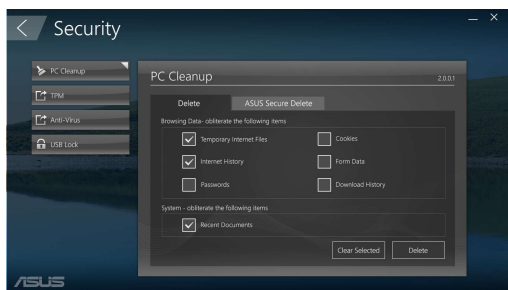 Security
PC Cleanup
TPM
Anti-Virus
USB Lock
PC Cleanup 2.0.0.1
Delete ASUS Secure Delete
Browsing Data- obliterate the following items
Temporary Internet Files Cookies
Internet History Form Data
Passwords Download History
System - obliterate the following items
Recent Documents
Clear Selected Delete
ASUS